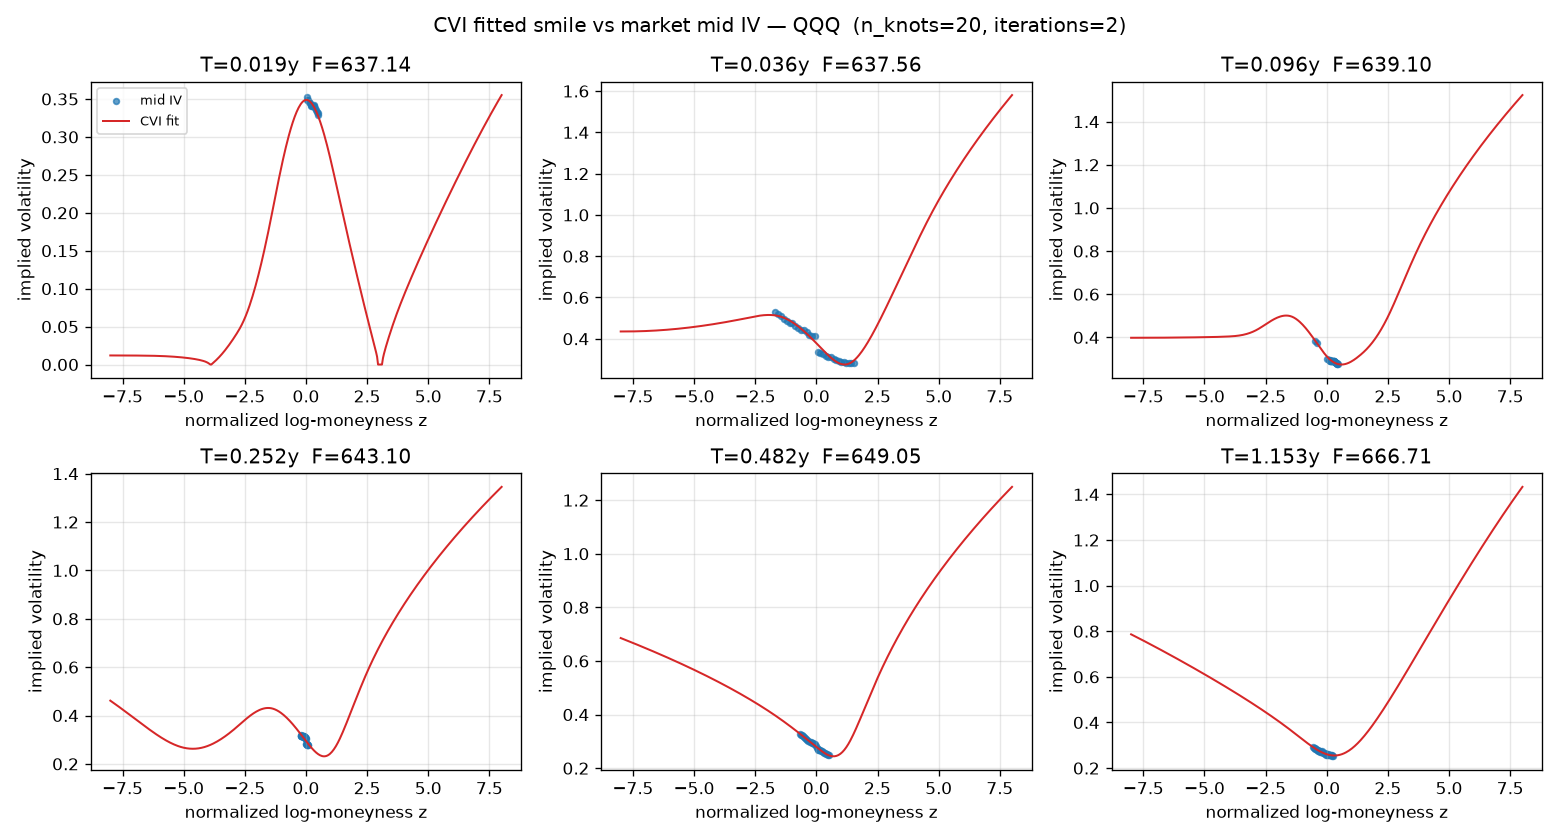 CVI fitted smile vs market mid IV — QQQ  (n_knots=20, iterations=2)
T=0.019y  F=637.14
0.35
0.30
0.25
0.20
0.15
0.10
0.05
0.00
implied volatility
mid IV
CVI fit
−7.5 −5.0 −2.5 0.0 2.5 5.0 7.5
normalized log-moneyness z
T=0.036y  F=637.56
1.6
1.4
1.2
1.0
0.8
0.6
0.4
implied volatility
−7.5 −5.0 −2.5 0.0 2.5 5.0 7.5
normalized log-moneyness z
T=0.096y  F=639.10
1.4
1.2
1.0
0.8
0.6
0.4
implied volatility
−7.5 −5.0 −2.5 0.0 2.5 5.0 7.5
normalized log-moneyness z
T=0.252y  F=643.10
1.4
1.2
1.0
0.8
0.6
0.4
0.2
implied volatility
−7.5 −5.0 −2.5 0.0 2.5 5.0 7.5
normalized log-moneyness z
T=0.482y  F=649.05
1.2
1.0
0.8
0.6
0.4
0.2
implied volatility
−7.5 −5.0 −2.5 0.0 2.5 5.0 7.5
normalized log-moneyness z
T=1.153y  F=666.71
1.4
1.2
1.0
0.8
0.6
0.4
0.2
implied volatility
−7.5 −5.0 −2.5 0.0 2.5 5.0 7.5
normalized log-moneyness z